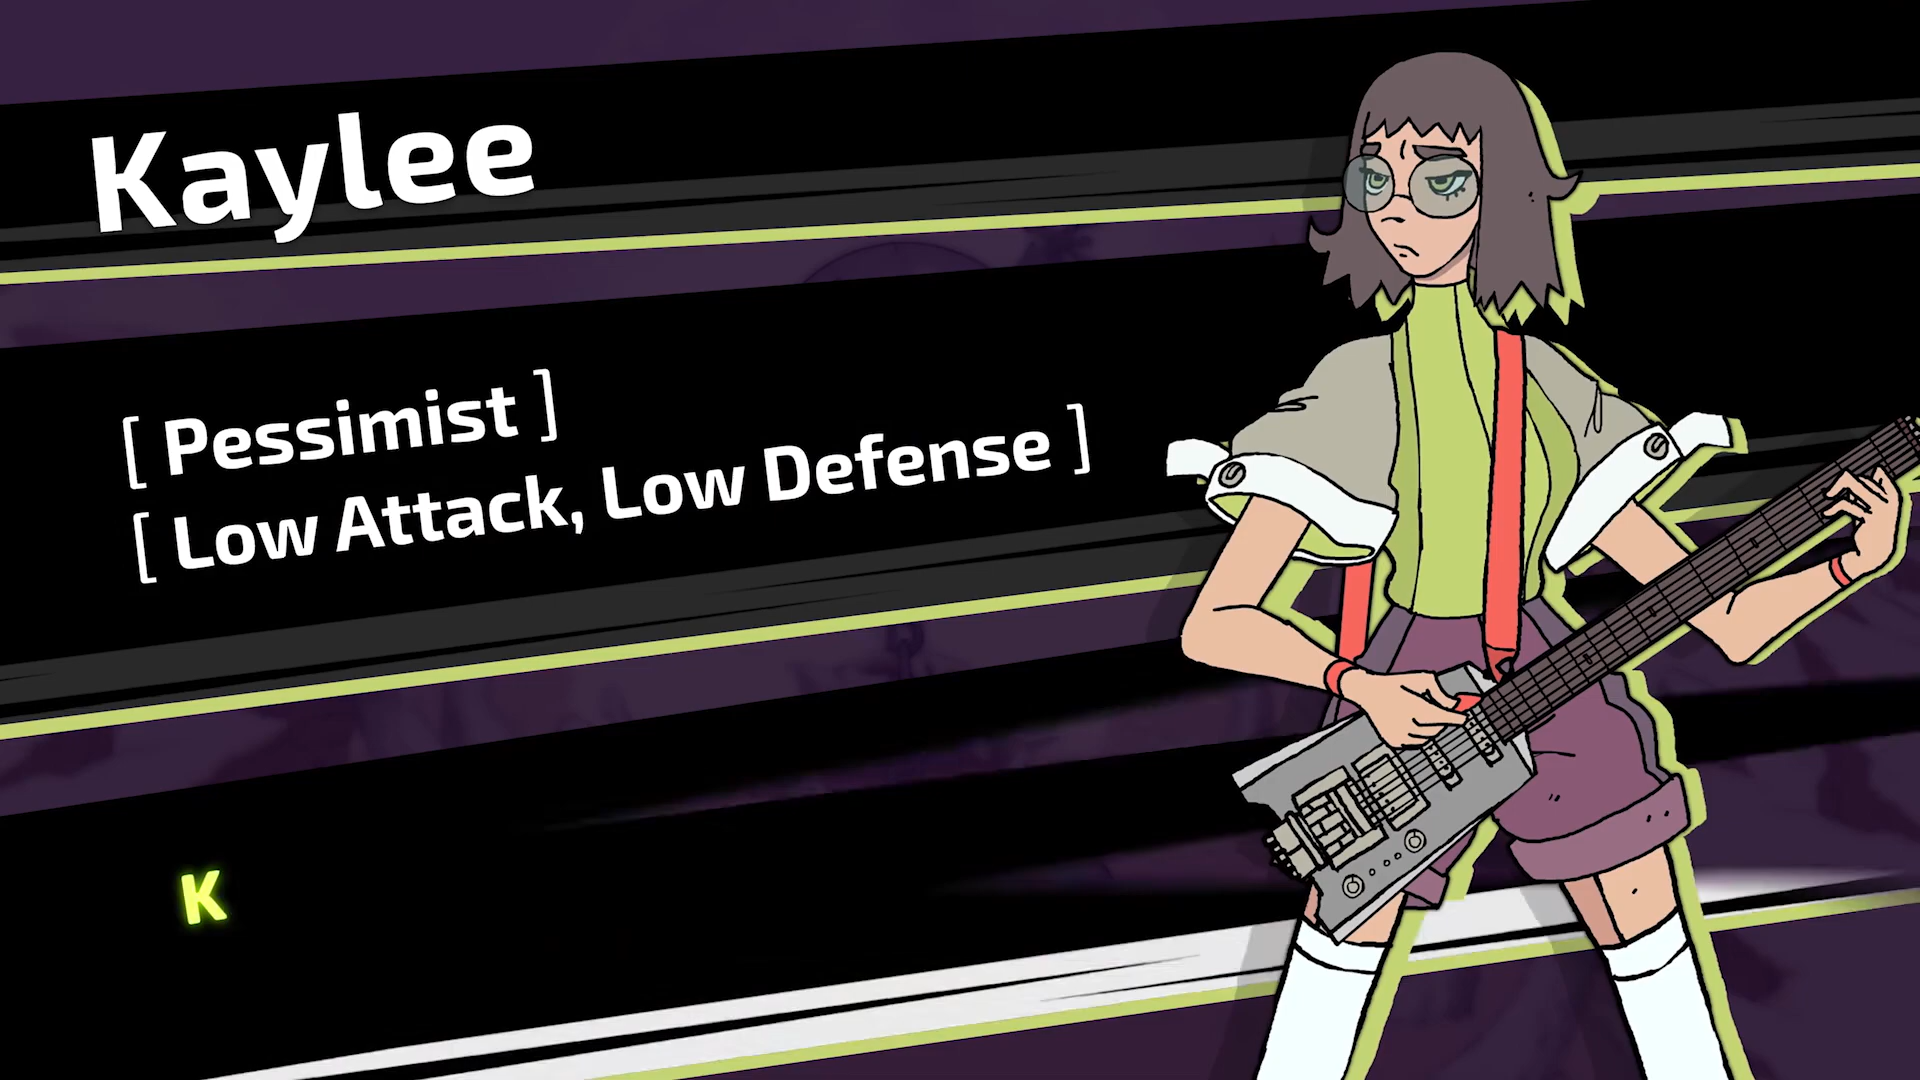 Kaylee
[ Pessimist ]
[ Low Attack, Low Defense ]
K